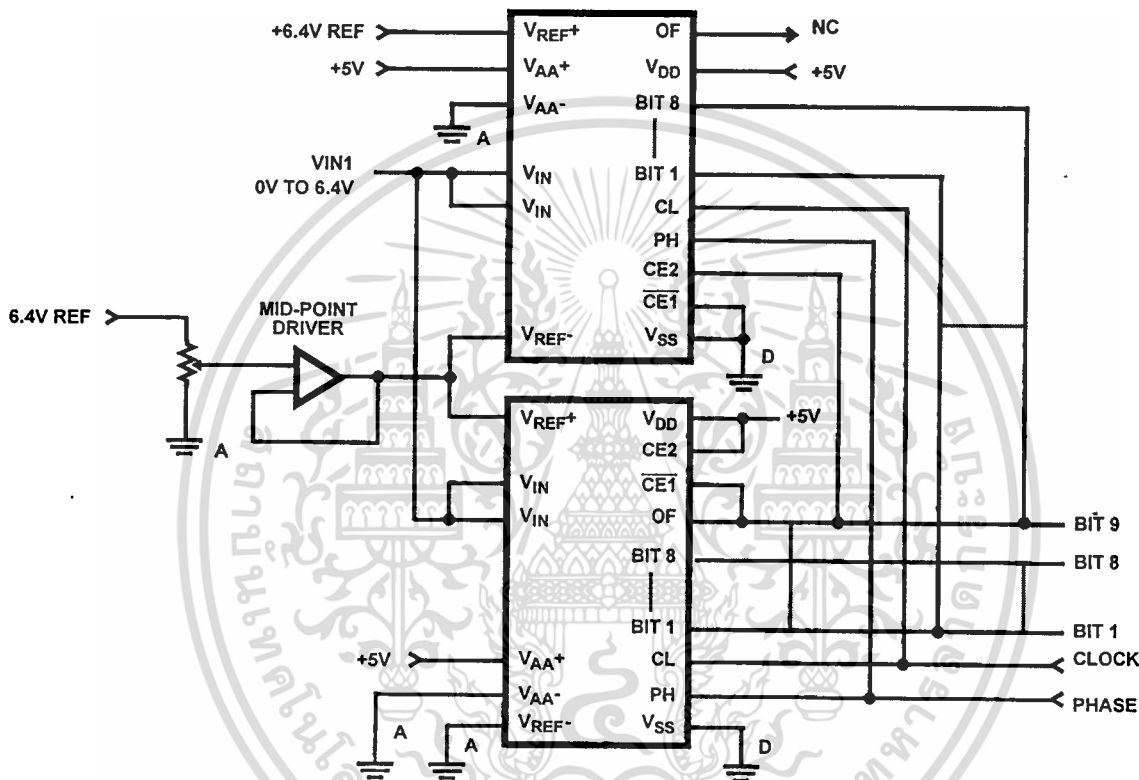 +6.4V REF
+5V
A
VIN1
0V TO 6.4V
6.4V REF
MID-POINT
DRIVER
A
VREF+
VAA+
VAA-
VIN
VIN
VREF-
OF
VDD
BIT 8
BIT 1
CL
PH
CE2
CE1
VSS
NC
+5V
D
VREF+
VIN
VIN
VAA+
VAA-
VREF-
+5V
A
A
VDD
CE2
CE1
OF
BIT 8
BIT 1
CL
PH
VSS
+5V
D
BIT 9
BIT 8
BIT 1
CLOCK
PHASE